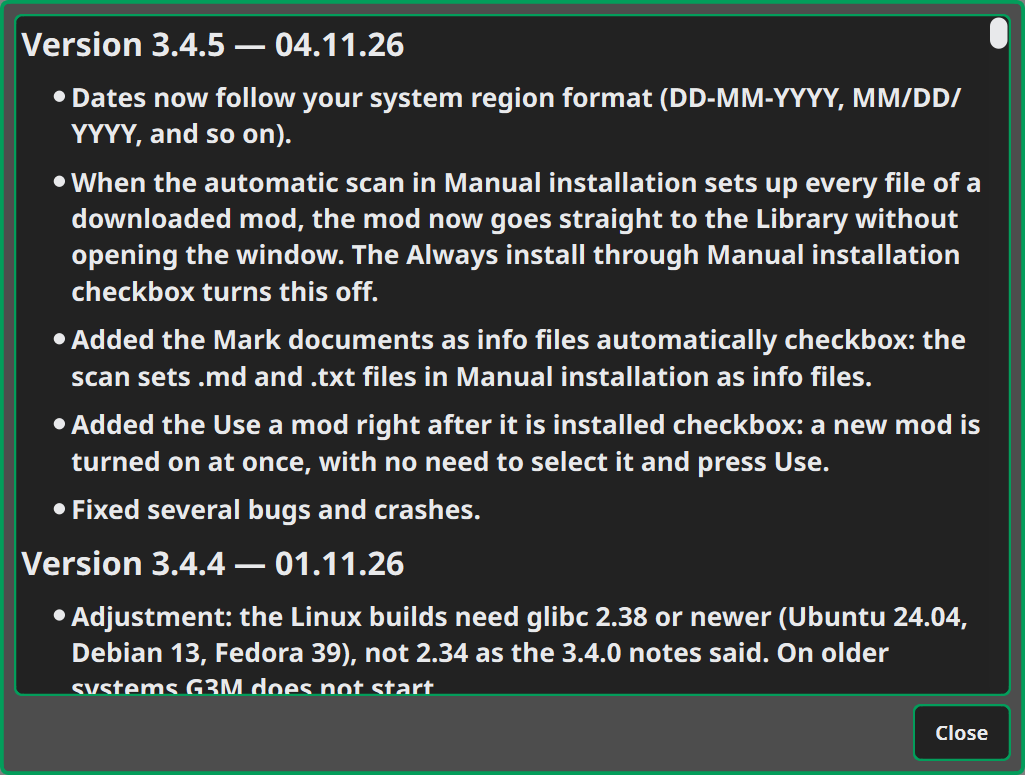 Version 3.4.5 — 04.11.26
• Dates now follow your system region format (DD-MM-YYYY, MM/DD/
YYYY, and so on).
• When the automatic scan in Manual installation sets up every file of a
downloaded mod, the mod now goes straight to the Library without
opening the window. The Always install through Manual installation
checkbox turns this off.
• Added the Mark documents as info files automatically checkbox: the
scan sets .md and .txt files in Manual installation as info files.
• Added the Use a mod right after it is installed checkbox: a new mod is
turned on at once, with no need to select it and press Use.
• Fixed several bugs and crashes.
Version 3.4.4 — 01.11.26
• Adjustment: the Linux builds need glibc 2.38 or newer (Ubuntu 24.04,
Debian 13, Fedora 39), not 2.34 as the 3.4.0 notes said. On older
systems G3M does not start
Close